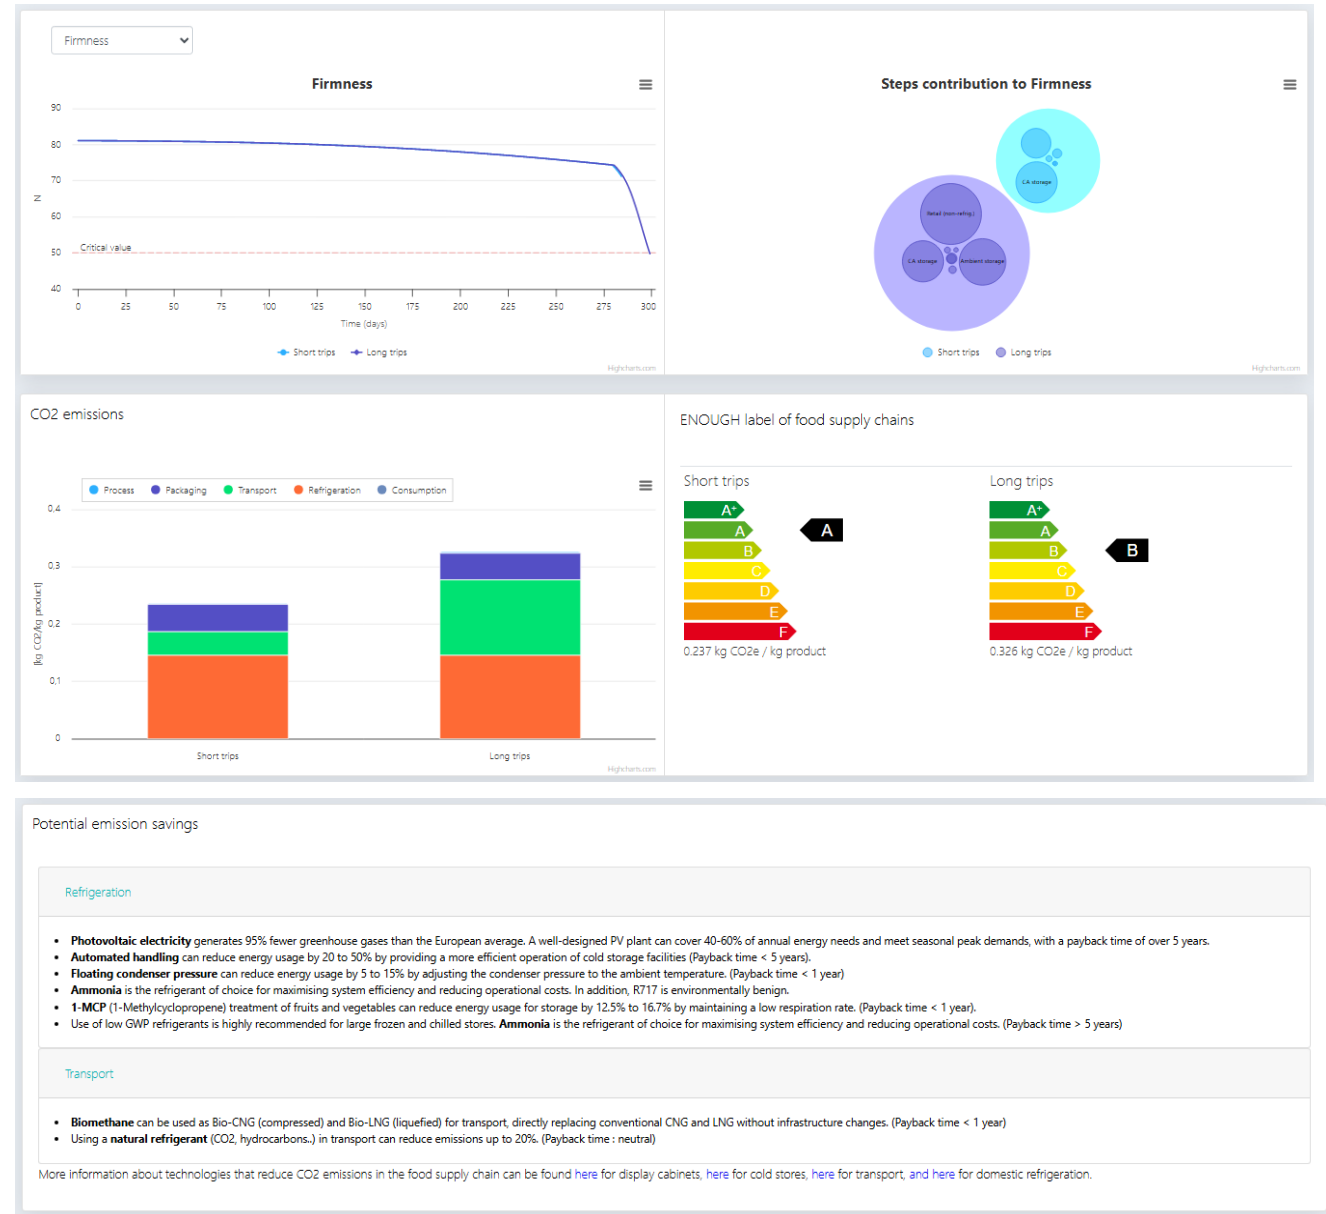 Firmness
Firmness
90
80
70
60
50
40
N
Critical value
0 25 50 75 100 125 150 175 200 225 250 275 300
Time (days)
Short trips Long trips
Highcharts.com
Steps contribution to Firmness
CA storage
Retail (non-refrig.)
CA storage
Ambient storage
Short trips Long trips
Highcharts.com
CO2 emissions
Process Packaging Transport Refrigeration Consumption
0,4
0,3
0,2
0,1
0
[kg CO2/kg product]
Short trips Long trips
Highcharts.com
ENOUGH label of food supply chains
Short trips
A+
A
B
C
D
E
F
A
0.237 kg CO2e / kg product
Long trips
A+
A
B
C
D
E
F
B
0.326 kg CO2e / kg product
Potential emission savings
Refrigeration
• Photovoltaic electricity generates 95% fewer greenhouse gases than the European average. A well-designed PV plant can cover 40-60% of annual energy needs and meet seasonal peak demands, with a payback time of over 5 years.
• Automated handling can reduce energy usage by 20 to 50% by providing a more efficient operation of cold storage facilities (Payback time < 5 years).
• Floating condenser pressure can reduce energy usage by 5 to 15% by adjusting the condenser pressure to the ambient temperature. (Payback time < 1 year)
• Ammonia is the refrigerant of choice for maximising system efficiency and reducing operational costs. In addition, R717 is environmentally benign.
• 1-MCP (1-Methylcyclopropene) treatment of fruits and vegetables can reduce energy usage for storage by 12.5% to 16.7% by maintaining a low respiration rate. (Payback time < 1 year).
• Use of low GWP refrigerants is highly recommended for large frozen and chilled stores. Ammonia is the refrigerant of choice for maximising system efficiency and reducing operational costs. (Payback time > 5 years)
Transport
• Biomethane can be used as Bio-CNG (compressed) and Bio-LNG (liquefied) for transport, directly replacing conventional CNG and LNG without infrastructure changes. (Payback time < 1 year)
• Using a natural refrigerant (CO2, hydrocarbons..) in transport can reduce emissions up to 20%. (Payback time : neutral)
More information about technologies that reduce CO2 emissions in the food supply chain can be found here for display cabinets, here for cold stores, here for transport, and here for domestic refrigeration.